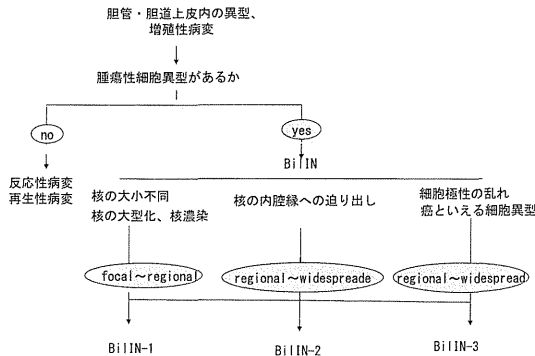 胆管・胆道上皮内の異型、
増殖性病変
腫瘍性細胞異型があるか
no
yes
BilIN
反応性病変
再生性病変
核の大小不同
核の大型化、核濃染
核の内腔縁への迫り出し
細胞極性の乱れ
癌といえる細胞異型
focal～regional
regional～widespreade
regional～widespread
BilIN-1
BilIN-2
BilIN-3